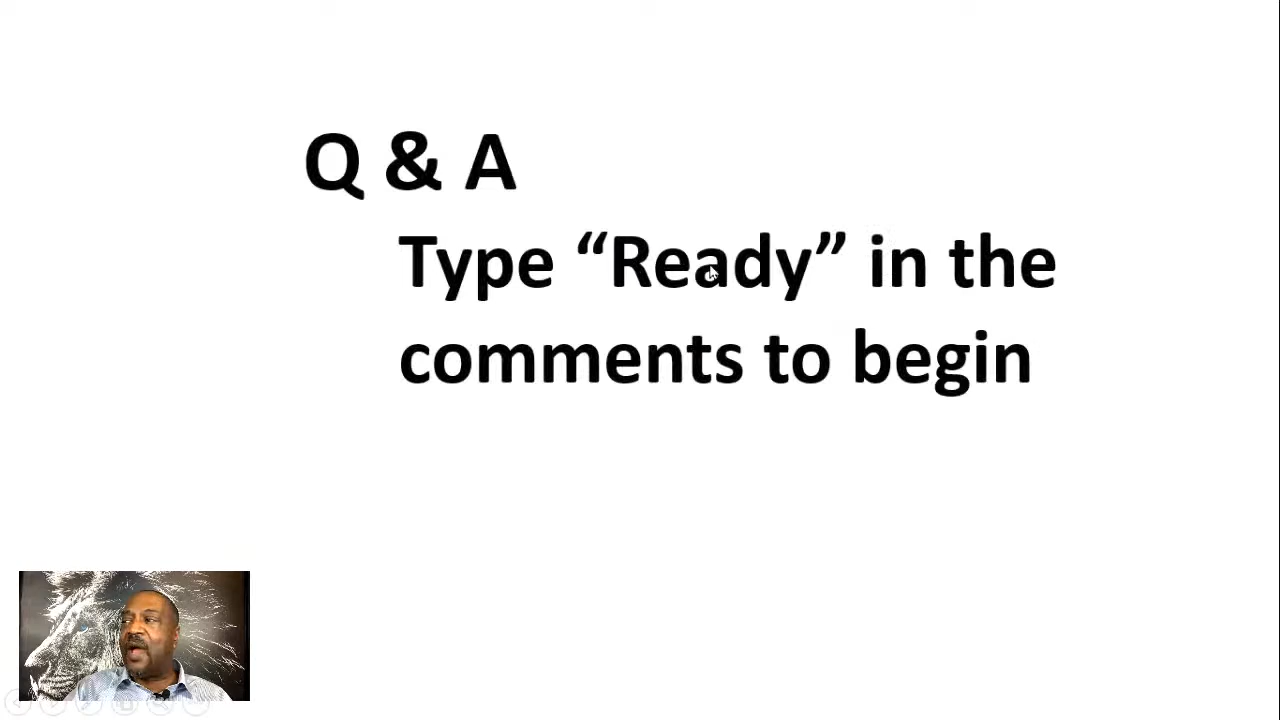 Q & A
Type “Ready” in the
comments to begin